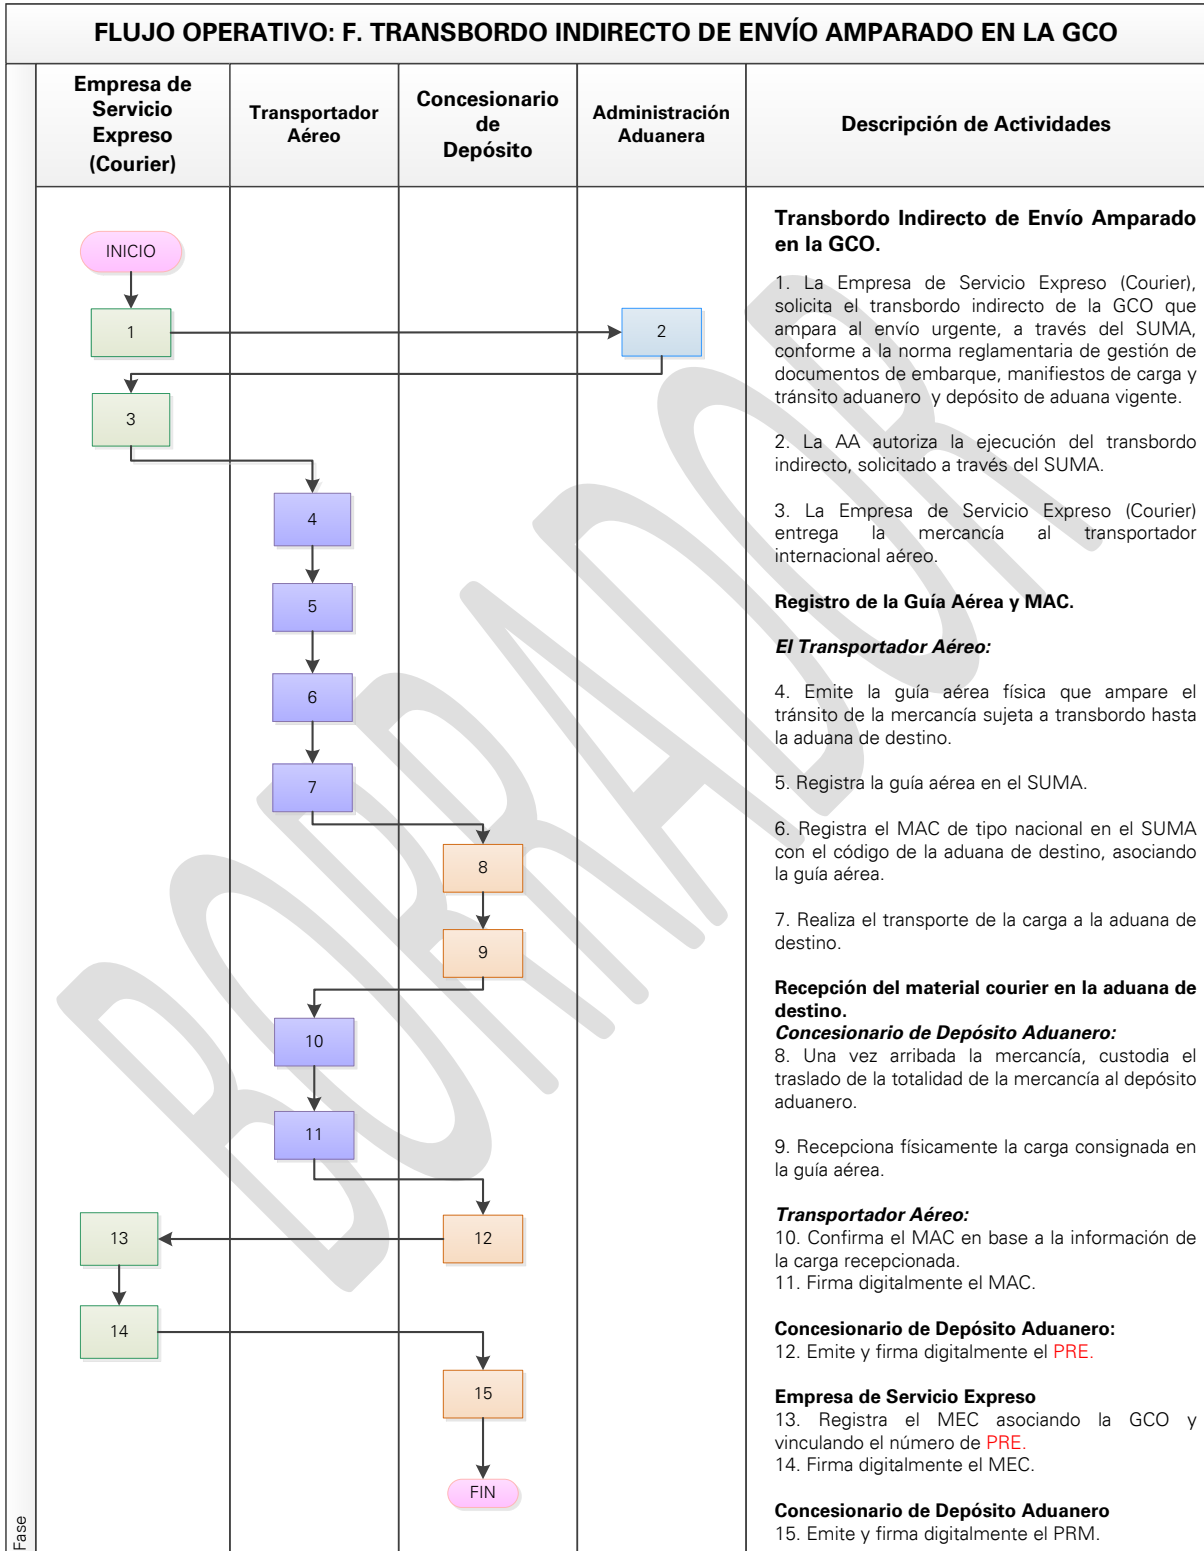 FLUJO OPERATIVO: F. TRANSBORDO INDIRECTO DE ENVÍO AMPARADO EN LA GCO
Empresa de
Servicio
Expreso
(Courier)
Transportador
Aéreo
Concesionario
de
Depósito
Administración
Aduanera
Descripción de Actividades
Fase
INICIO
1
2
3
4
5
6
7
8
9
10
11
12
13
14
15
FIN
BORRADOR
Transbordo Indirecto de Envío Amparado
en la GCO.
1. La Empresa de Servicio Expreso (Courier),
solicita el transbordo indirecto de la GCO que
ampara al envío urgente, a través del SUMA,
conforme a la norma reglamentaria de gestión de
documentos de embarque, manifiestos de carga y
tránsito aduanero y depósito de aduana vigente.
2. La AA autoriza la ejecución del transbordo
indirecto, solicitado a través del SUMA.
3. La Empresa de Servicio Expreso (Courier)
entrega la mercancía al transportador
internacional aéreo.
Registro de la Guía Aérea y MAC.
El Transportador Aéreo:
4. Emite la guía aérea física que ampare el
tránsito de la mercancía sujeta a transbordo hasta
la aduana de destino.
5. Registra la guía aérea en el SUMA.
6. Registra el MAC de tipo nacional en el SUMA
con el código de la aduana de destino, asociando
la guía aérea.
7. Realiza el transporte de la carga a la aduana de
destino.
Recepción del material courier en la aduana de
destino.
Concesionario de Depósito Aduanero:
8. Una vez arribada la mercancía, custodia el
traslado de la totalidad de la mercancía al depósito
aduanero.
9. Recepciona físicamente la carga consignada en
la guía aérea.
Transportador Aéreo:
10. Confirma el MAC en base a la información de
la carga recepcionada.
11. Firma digitalmente el MAC.
Concesionario de Depósito Aduanero:
12. Emite y firma digitalmente el PRE.
Empresa de Servicio Expreso
13. Registra el MEC asociando la GCO y
vinculando el número de PRE.
14. Firma digitalmente el MEC.
Concesionario de Depósito Aduanero
15. Emite y firma digitalmente el PRM.